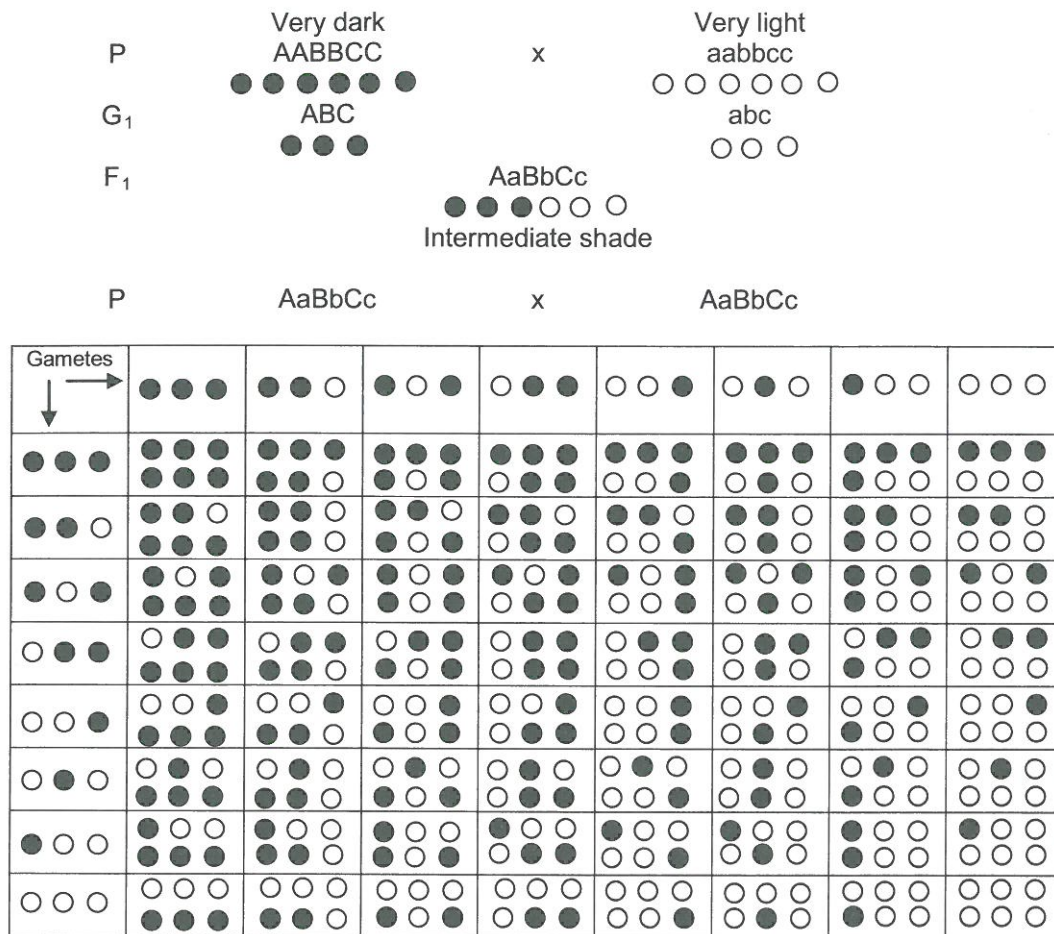 Very dark Very light
P AABBCC x aabbcc
G₁ ABC abc
F₁ AaBbCc
Intermediate shade
P AaBbCc x AaBbCc
Gametes